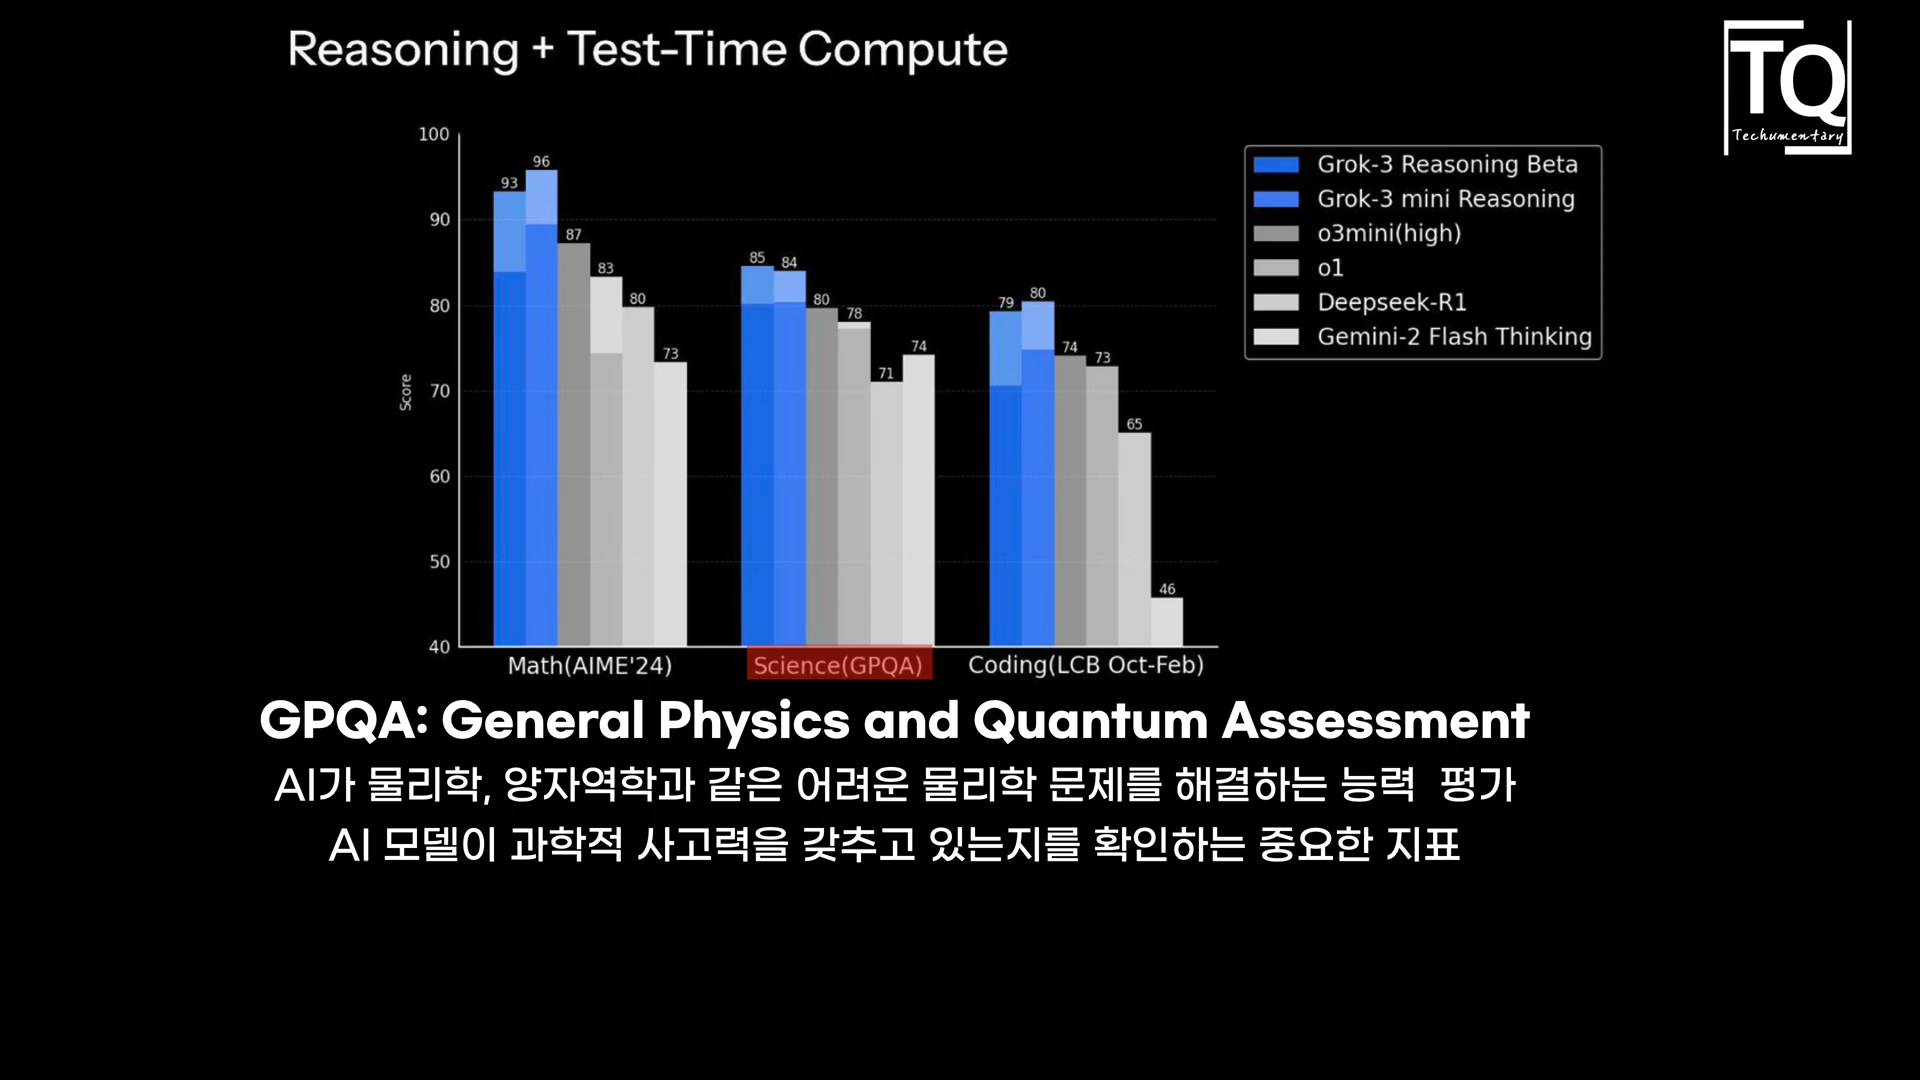 Reasoning + Test-Time Compute
TQ
Techumentary
100
90
80
70
60
50
40
Score
93
96
87
83
80
73
85
84
80
78
71
74
79
80
74
73
65
46
Math(AIME'24)
Science(GPQA)
Coding(LCB Oct-Feb)
Grok-3 Reasoning Beta
Grok-3 mini Reasoning
o3mini(high)
o1
Deepseek-R1
Gemini-2 Flash Thinking
GPQA: General Physics and Quantum Assessment
AI가 물리학, 양자역학과 같은 어려운 물리학 문제를 해결하는 능력 평가
AI 모델이 과학적 사고력을 갖추고 있는지를 확인하는 중요한 지표